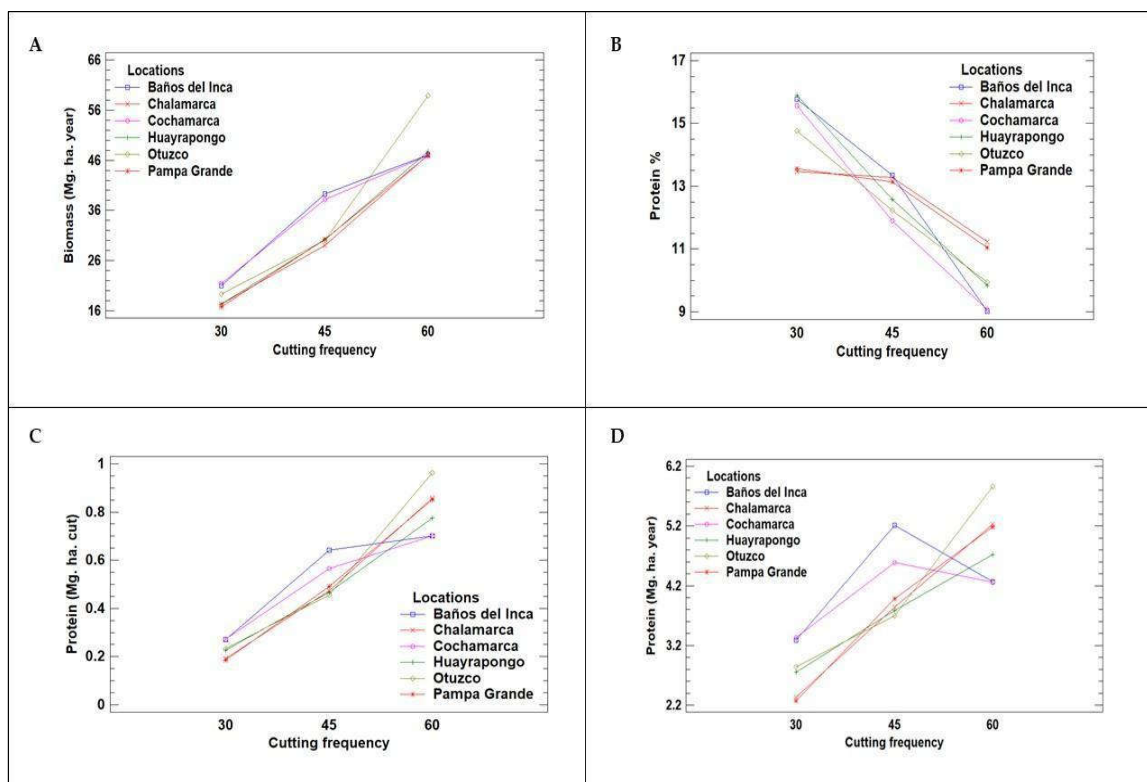 A
Biomass (Mg. ha. year)
66
56
46
36
26
16
Locations
Baños del Inca
Chalamarca
Cochamarca
Huayrapongo
Otuzco
Pampa Grande
30 45 60
Cutting frequency
B
Protein %
17
15
13
11
9
Locations
Baños del Inca
Chalamarca
Cochamarca
Huayrapongo
Otuzco
Pampa Grande
30 45 60
Cutting frequency
C
Protein (Mg. ha. cut)
1
0.8
0.6
0.4
0.2
0
Locations
Baños del Inca
Chalamarca
Cochamarca
Huayrapongo
Otuzco
Pampa Grande
30 45 60
Cutting frequency
D
Protein (Mg. ha. year)
6.2
5.2
4.2
3.2
2.2
Locations
Baños del Inca
Chalamarca
Cochamarca
Huayrapongo
Otuzco
Pampa Grande
30 45 60
Cutting frequency